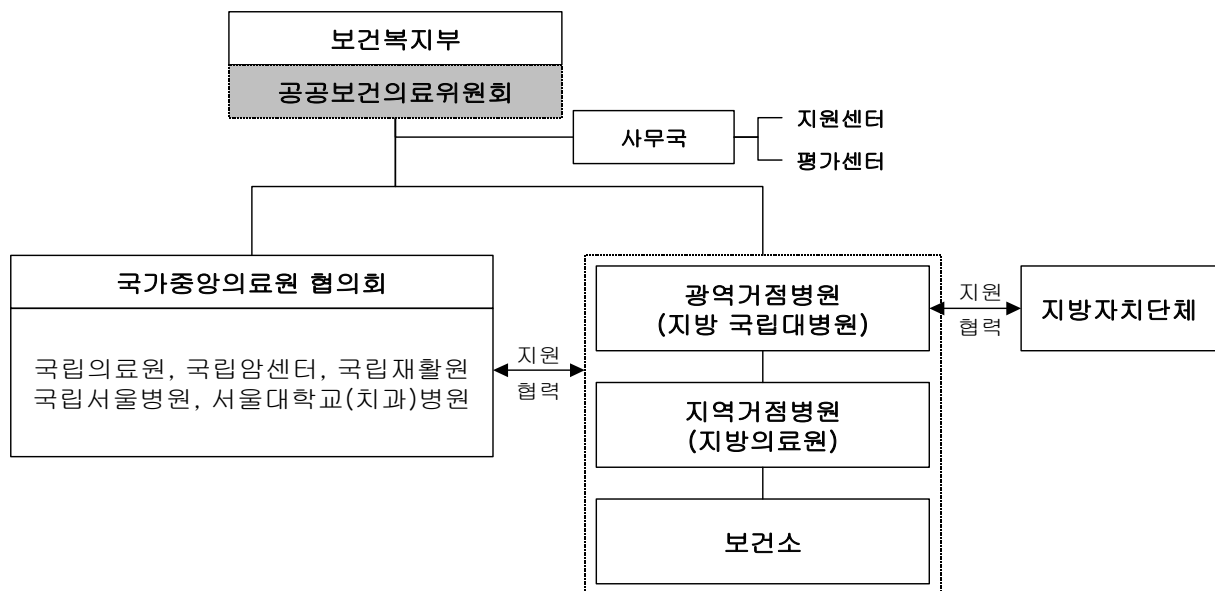 보건복지부
공공보건의료위원회
사무국
지원센터
평가센터
국가중앙의료원 협의회
국립의료원, 국립암센터, 국립재활원
국립서울병원, 서울대학교(치과)병원
지원
협력
광역거점병원
(지방 국립대병원)
지역거점병원
(지방의료원)
보건소
지원
협력
지방자치단체